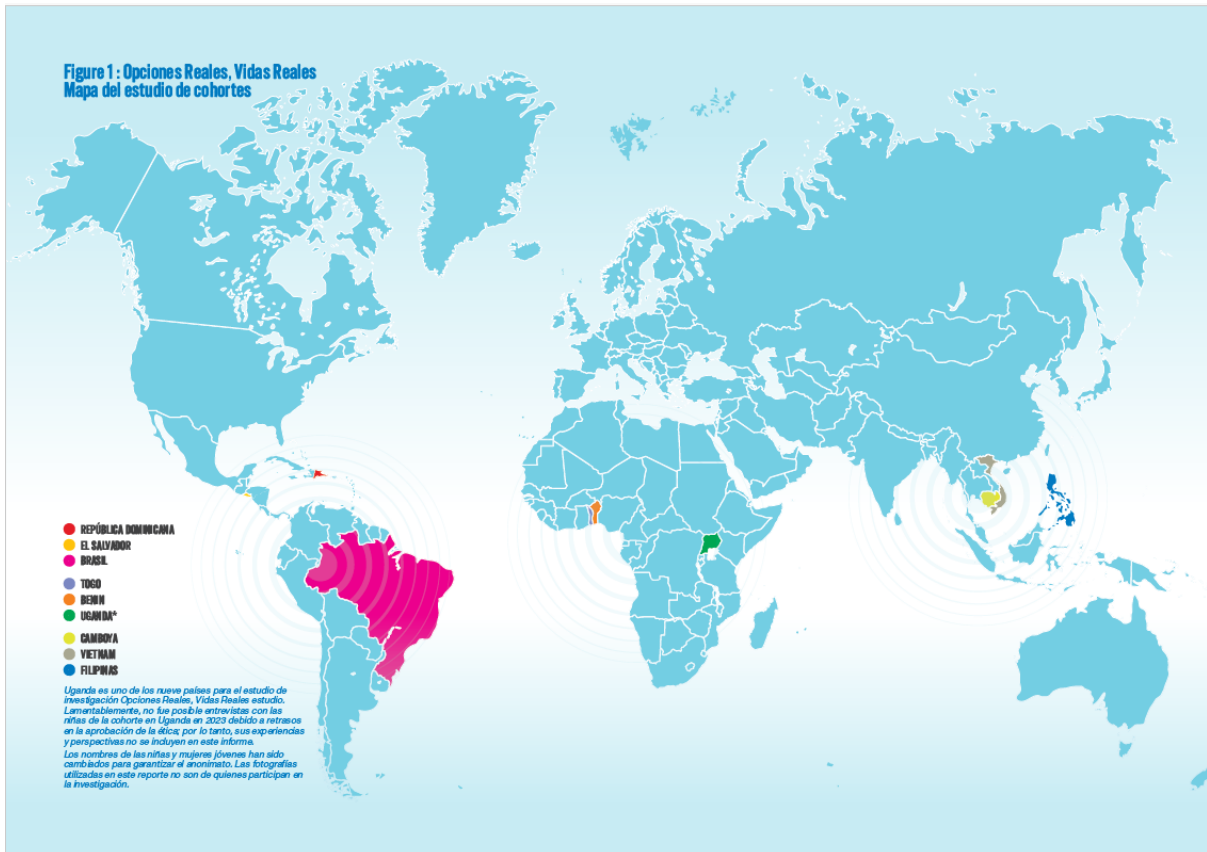 Figure 1 : Opciones Reales, Vidas Reales
Mapa del estudio de cohortes
REPÚBLICA DOMINICANA
EL SALVADOR
BRASIL
TOGO
BENIN
UGANDA*
CAMBOYA
VIETNAM
FILIPINAS
Uganda es uno de los nueve países para el estudio de
investigación Opciones Reales, Vidas Reales estudio.
Lamentablemente, no fue posible entrevistas con las
niñas de la cohorte en Uganda en 2023 debido a retrasos
en la aprobación de la ética; por lo tanto, sus experiencias
y perspectivas no se incluyen en este informe.
Los nombres de las niñas y mujeres jóvenes han sido
cambiados para garantizar el anonimato. Las fotografías
utilizadas en este reporte no son de quienes participan en
la investigación.